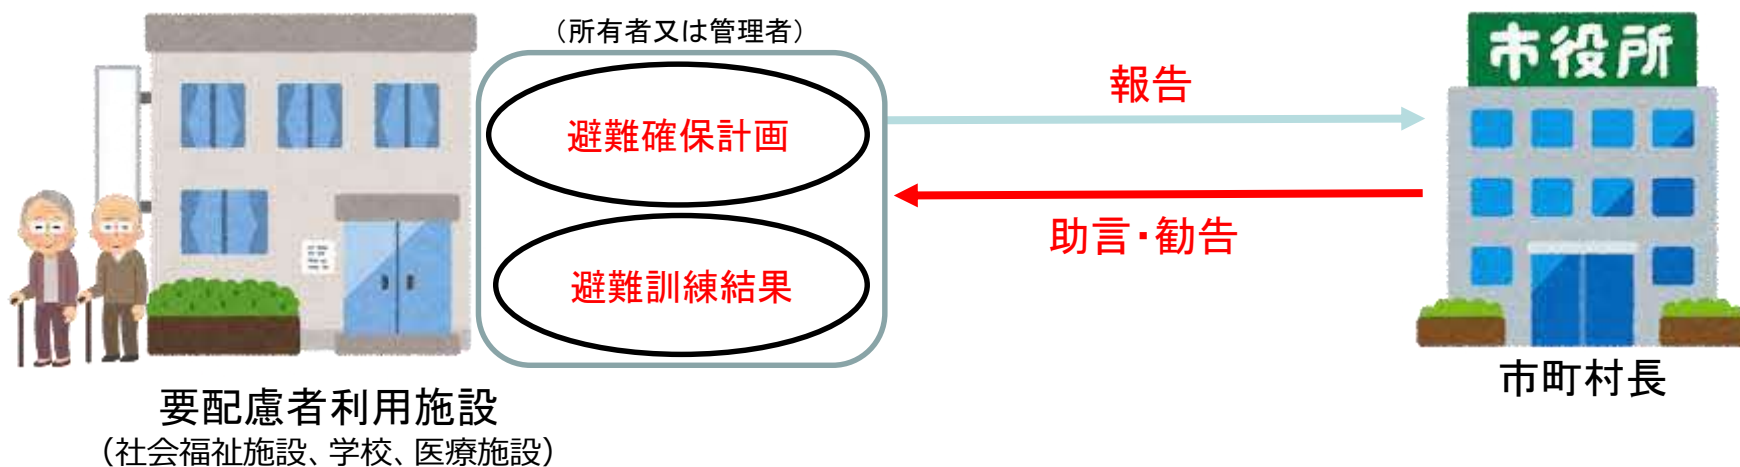 （所有者又は管理者）
市役所
報告
避難確保計画
助言・勧告
避難訓練結果
市町村長
要配慮者利用施設
（社会福祉施設、学校、医療施設）